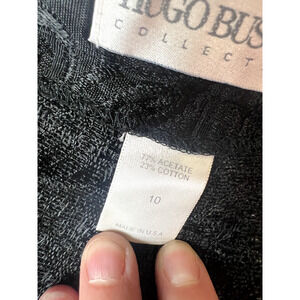 HUGO BUS
COLLECT
77% ACETATE
23% COTTON
10
MADE IN U.S.A.